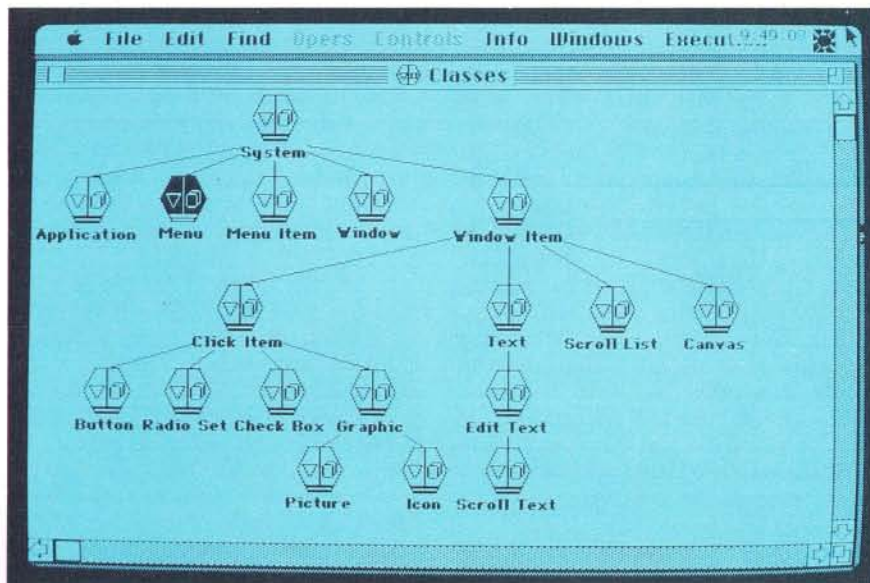 File Edit Find Opers Controls Info Windows Execut
Classes
System
Application Menu Menu Item Window Window Item
Click Item Text Scroll List Canvas
Button Radio Set Check Box Graphic Edit Text
Picture Icon Scroll Text